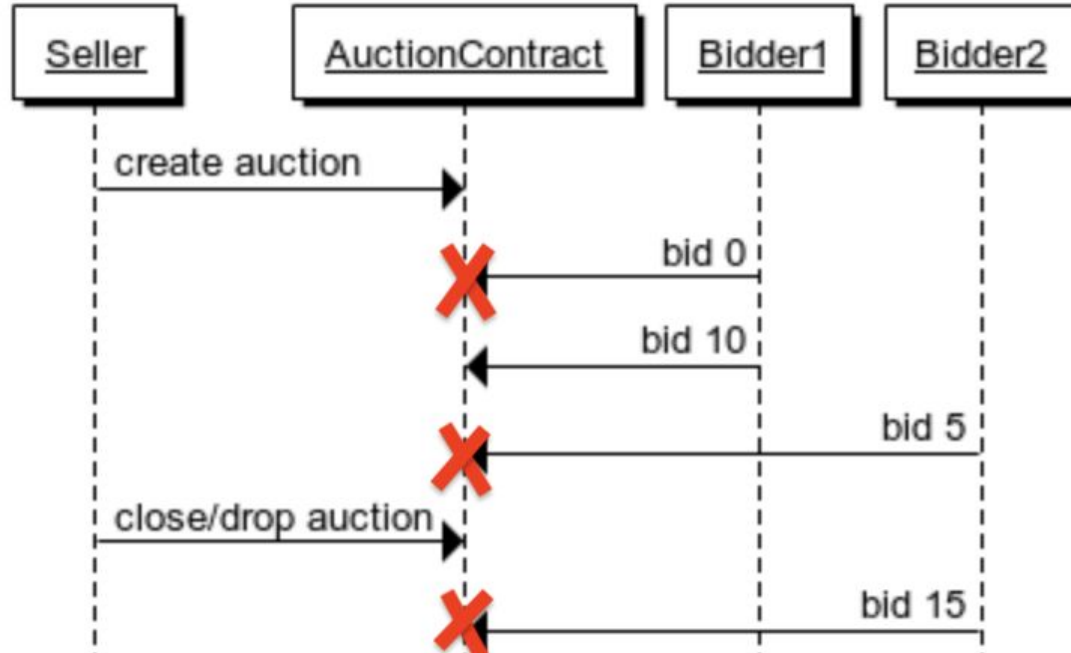 Seller
AuctionContract
Bidder1
Bidder2
create auction
bid 0
bid 10
bid 5
close/drop auction
bid 15